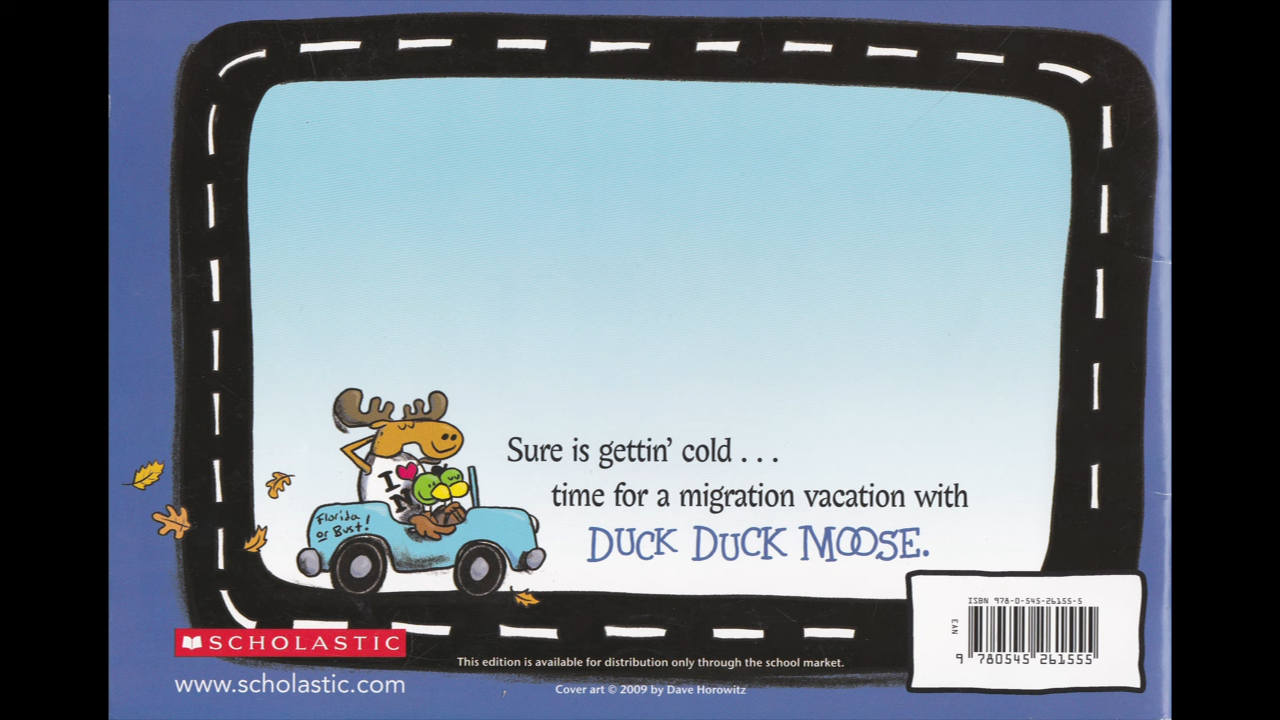 I ♥
N
Florida
or Bust!
Sure is gettin' cold . . .
time for a migration vacation with
DUCK DUCK MOOSE.
ISBN 978-0-545-26155-5
EAN
9 780545 261555
SCHOLASTIC
www.scholastic.com
This edition is available for distribution only through the school market.
Cover art © 2009 by Dave Horowitz